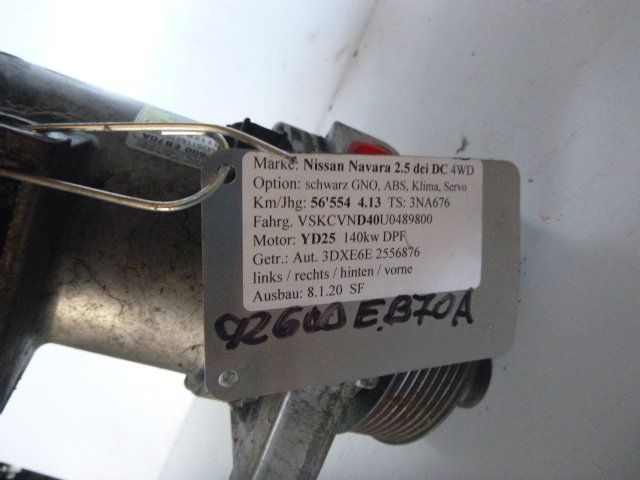 2600 EB70A
Marke: Nissan Navara 2.5 dci DC 4WD
Option: schwarz GNO, ABS, Klima, Servo
Km/Jhg: 56'554 4.13 TS: 3NA676
Fahrg. VSKCVND40U0489800
Motor: YD25 140kw DPF
Getr.: Aut. 3DXE6E 2556876
links / rechts / hinten / vorne
Ausbau: 8.1.20 SF
92600 EB70A